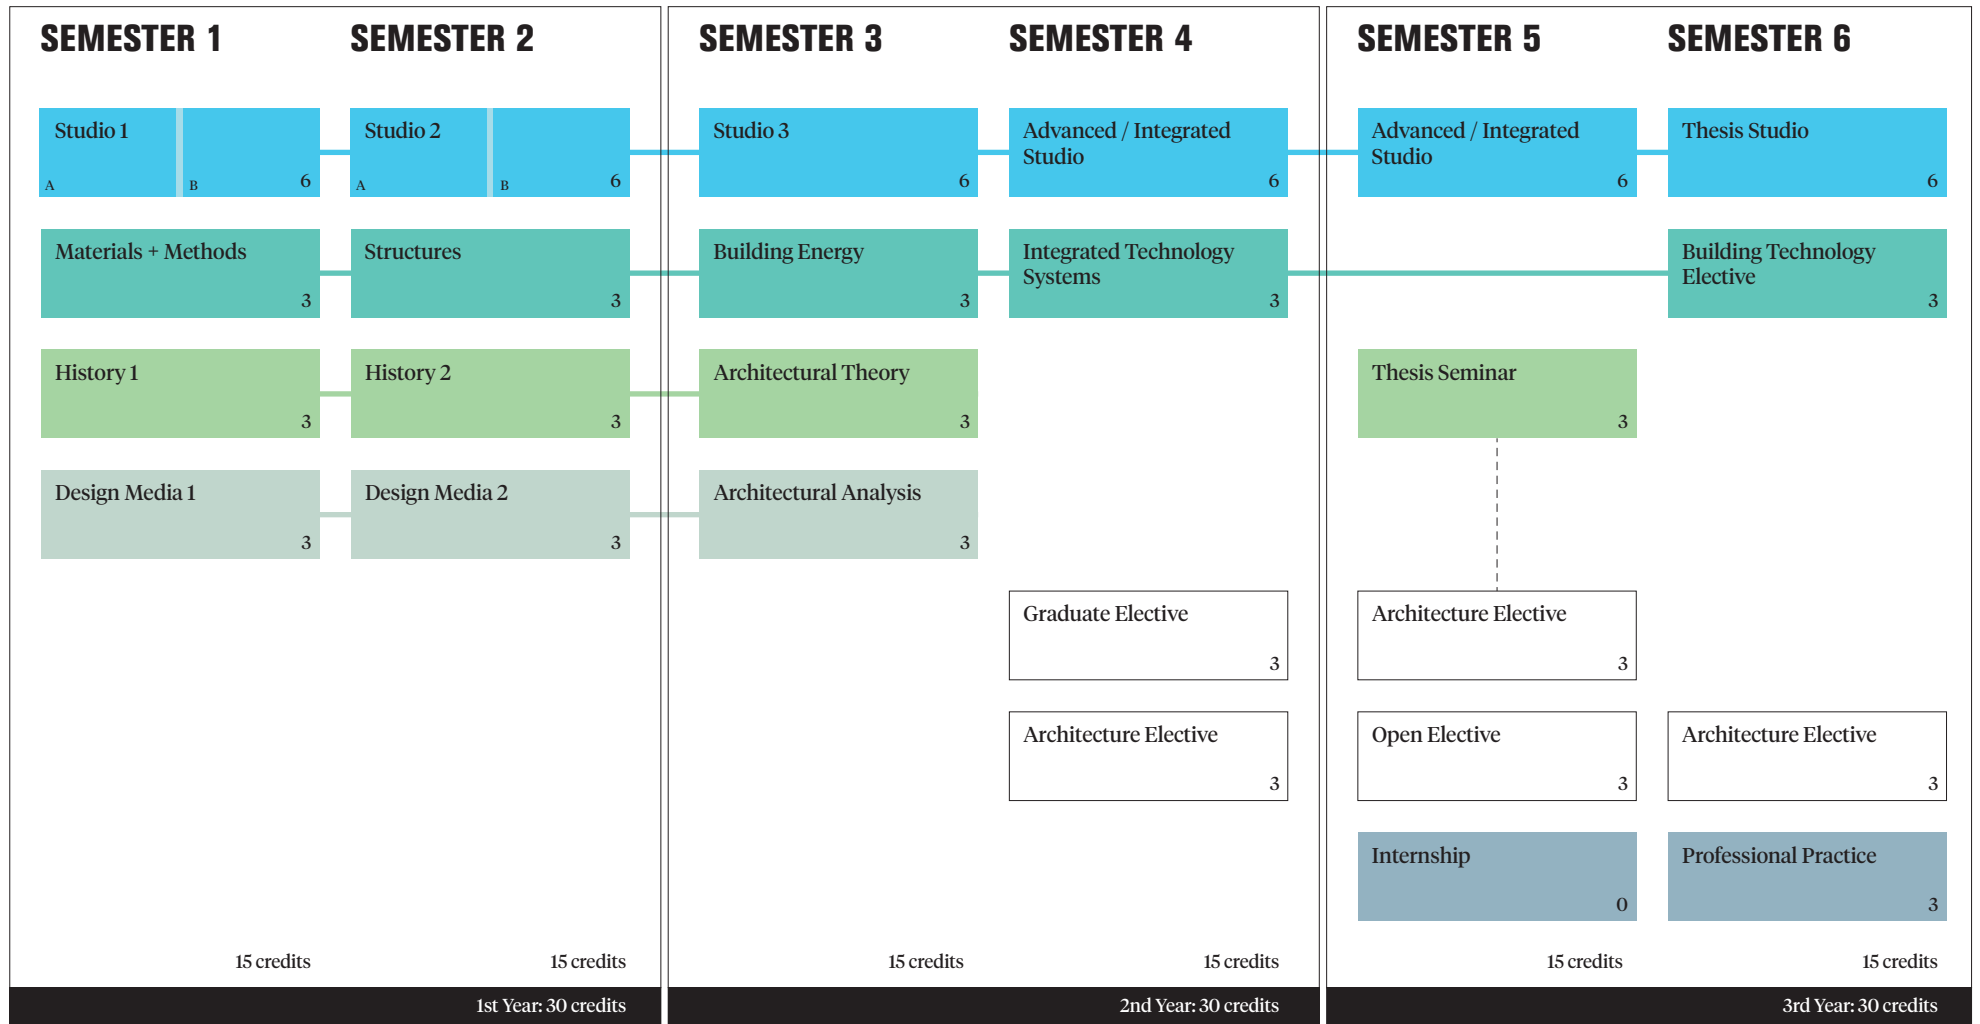 SEMESTER 1
SEMESTER 2
SEMESTER 3
SEMESTER 4
SEMESTER 5
SEMESTER 6
Studio 1
A
B
6
Studio 2
A
B
6
Studio 3
6
Advanced / Integrated
Studio
6
Advanced / Integrated
Studio
6
Thesis Studio
6
Materials + Methods
3
Structures
3
Building Energy
3
Integrated Technology
Systems
3
Building Technology
Elective
3
History 1
3
History 2
3
Architectural Theory
3
Thesis Seminar
3
Design Media 1
3
Design Media 2
3
Architectural Analysis
3
Graduate Elective
3
Architecture Elective
3
Architecture Elective
3
Open Elective
3
Architecture Elective
3
Internship
0
Professional Practice
3
15 credits
15 credits
15 credits
15 credits
15 credits
15 credits
1st Year: 30 credits
2nd Year: 30 credits
3rd Year: 30 credits